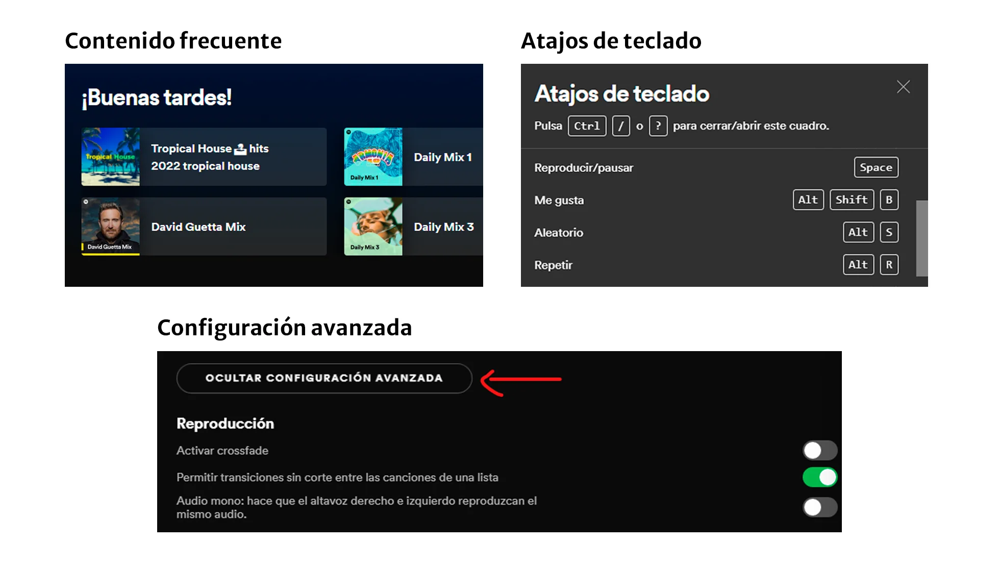 Contenido frecuente
¡Buenas tardes!
Tropical House
Tropical House 🏝 hits
2022 tropical house
ARMONÍA
10
Daily Mix 1
Daily Mix 1
David Guetta Mix
David Guetta Mix
Daily Mix 3
Daily Mix 3
Atajos de teclado
Atajos de teclado
Pulsa Ctrl / o ? para cerrar/abrir este cuadro.
Reproducir/pausar Space
Me gusta Alt Shift B
Aleatorio Alt S
Repetir Alt R
Configuración avanzada
OCULTAR CONFIGURACIÓN AVANZADA
Reproducción
Activar crossfade
Permitir transiciones sin corte entre las canciones de una lista
Audio mono: hace que el altavoz derecho e izquierdo reproduzcan el
mismo audio.